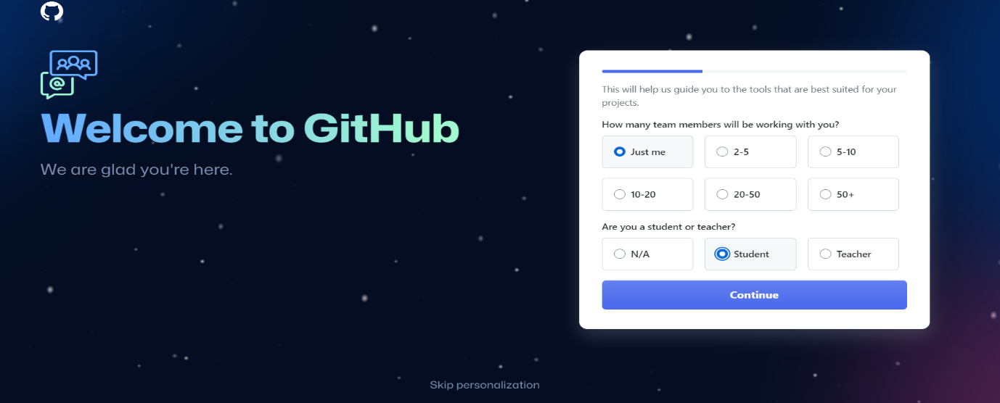 @
Welcome to GitHub
We are glad you're here.
This will help us guide you to the tools that are best suited for your
projects.
How many team members will be working with you?
Just me
2-5
5-10
10-20
20-50
50+
Are you a student or teacher?
N/A
Student
Teacher
Continue
Skip personalization